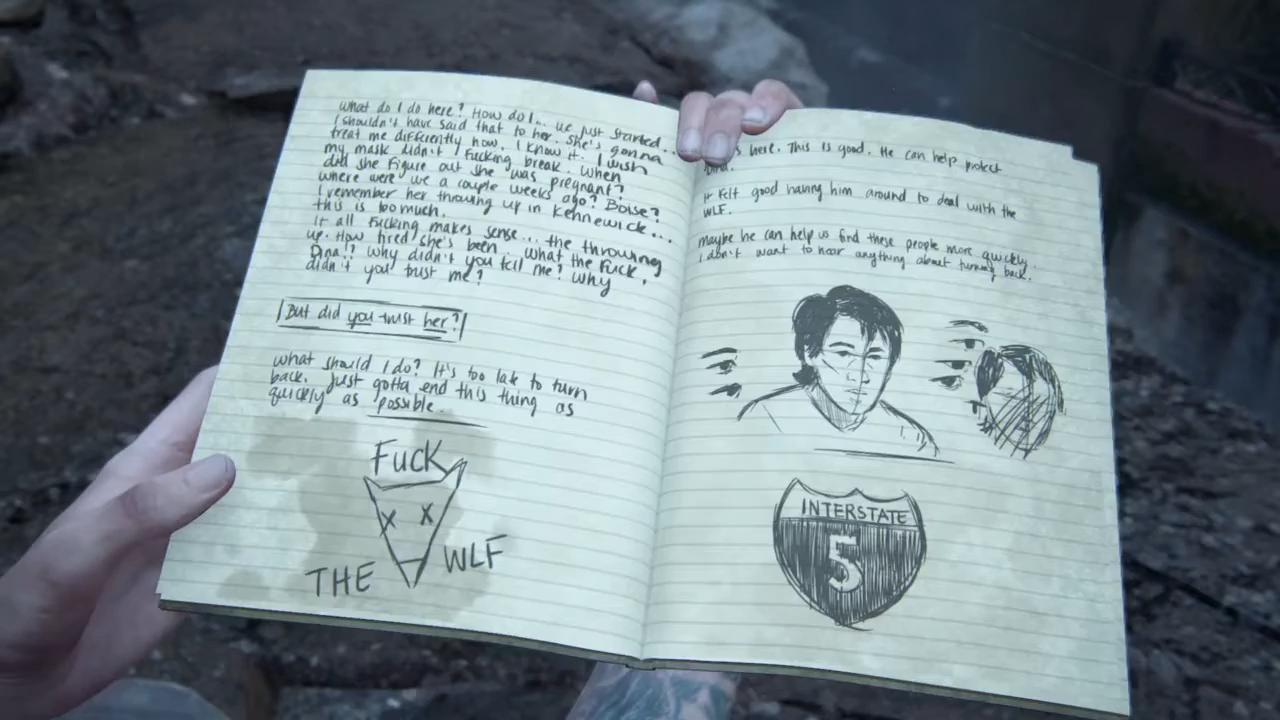 What do I do here? How do I... we just started...
I shouldn't have said that to her. She's gonna
treat me differently now. I know it. I wish
my mask didn't fucking break. When
did she figure out she was pregnant?
Where were we a couple weeks ago? Boise?
I remember her throwing up in Kennewick...
this is too much.
It all fucking makes sense... the throwing
up. How tired she's been.. what the fuck,
Dina!? Why didn't you tell me? Why
didn't you trust me?
But did you trust her?
What should I do? It's too late to turn
back. Just gotta end this thing as
quickly as possible.
Fuck
THE WLF
here. This is good. He can help protect
Dina.
It felt good having him around to deal with the
WLF.
Maybe he can help us find these people more quickly.
I don't want to hear anything about turning back.
INTERSTATE
5